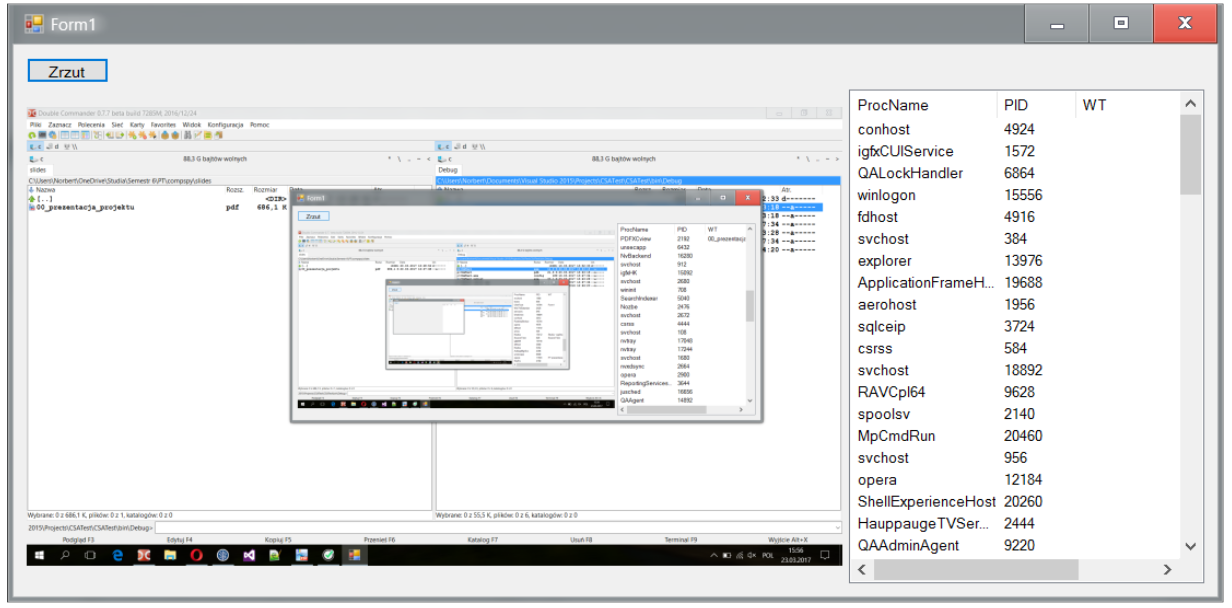 Form1
Zrzut
Double Commander 0.7.7 beta build 7289M; 2016/12/24
Pliki Zaznacz Polecenia Sieć Karty Favorites Widok Konfiguracja Pomoc
c d \\
c d \\
c 88,3 G bajtów wolnych * \ .. ~ <
c 88,3 G bajtów wolnych * \ .. ~ >
slides
Debug
C:\Users\Norbert\OneDrive\Studia\Semestr 6\PT\compspy\slides
C:\Users\Norbert\Documents\Visual Studio 2015\Projects\CSATest\CSATest\bin\Debug
Nazwa Rozsz. Rozmiar Data Atr.
[..] <DIR>
00_prezentacja_projektu pdf 686,1 K
Form1
Zrzut
ProcName PID WT
PDFXCview 2192 00_prezentacja
unsecapp 6432
NvBackend 16280
svchost 912
igfxHK 15092
svchost 2680
wininit 708
SearchIndexer 5040
Nozbe 2476
svchost 2672
csrss 4444
svchost 108
nvtray 17048
nvtray 17244
svchost 1680
nvxdsync 2864
opera 2900
ReportingServices... 3644
jusched 16656
QAAgent 14892
Wybrane: 0 z 686,1 K, plików: 0 z 1, katalogów: 0 z 0
Wybrane: 0 z 55,5 K, plików: 0 z 6, katalogów: 0 z 0
2015\Projects\CSATest\CSATest\bin\Debug>
Podgląd F3 Edytuj F4 Kopiuj F5 Przenieś F6 Katalog F7 Usuń F8 Terminal F9 Wyjście Alt+X
POL 15:56
23.03.2017
ProcName PID WT
conhost 4924
igfxCUIService 1572
QALockHandler 6864
winlogon 15556
fdhost 4916
svchost 384
explorer 13976
ApplicationFrameH... 19688
aerohost 1956
sqlceip 3724
csrss 584
svchost 18892
RAVCpl64 9628
spoolsv 2140
MpCmdRun 20460
svchost 956
opera 12184
ShellExperienceHost 20260
HauppaugeTVSer... 2444
QAAdminAgent 9220